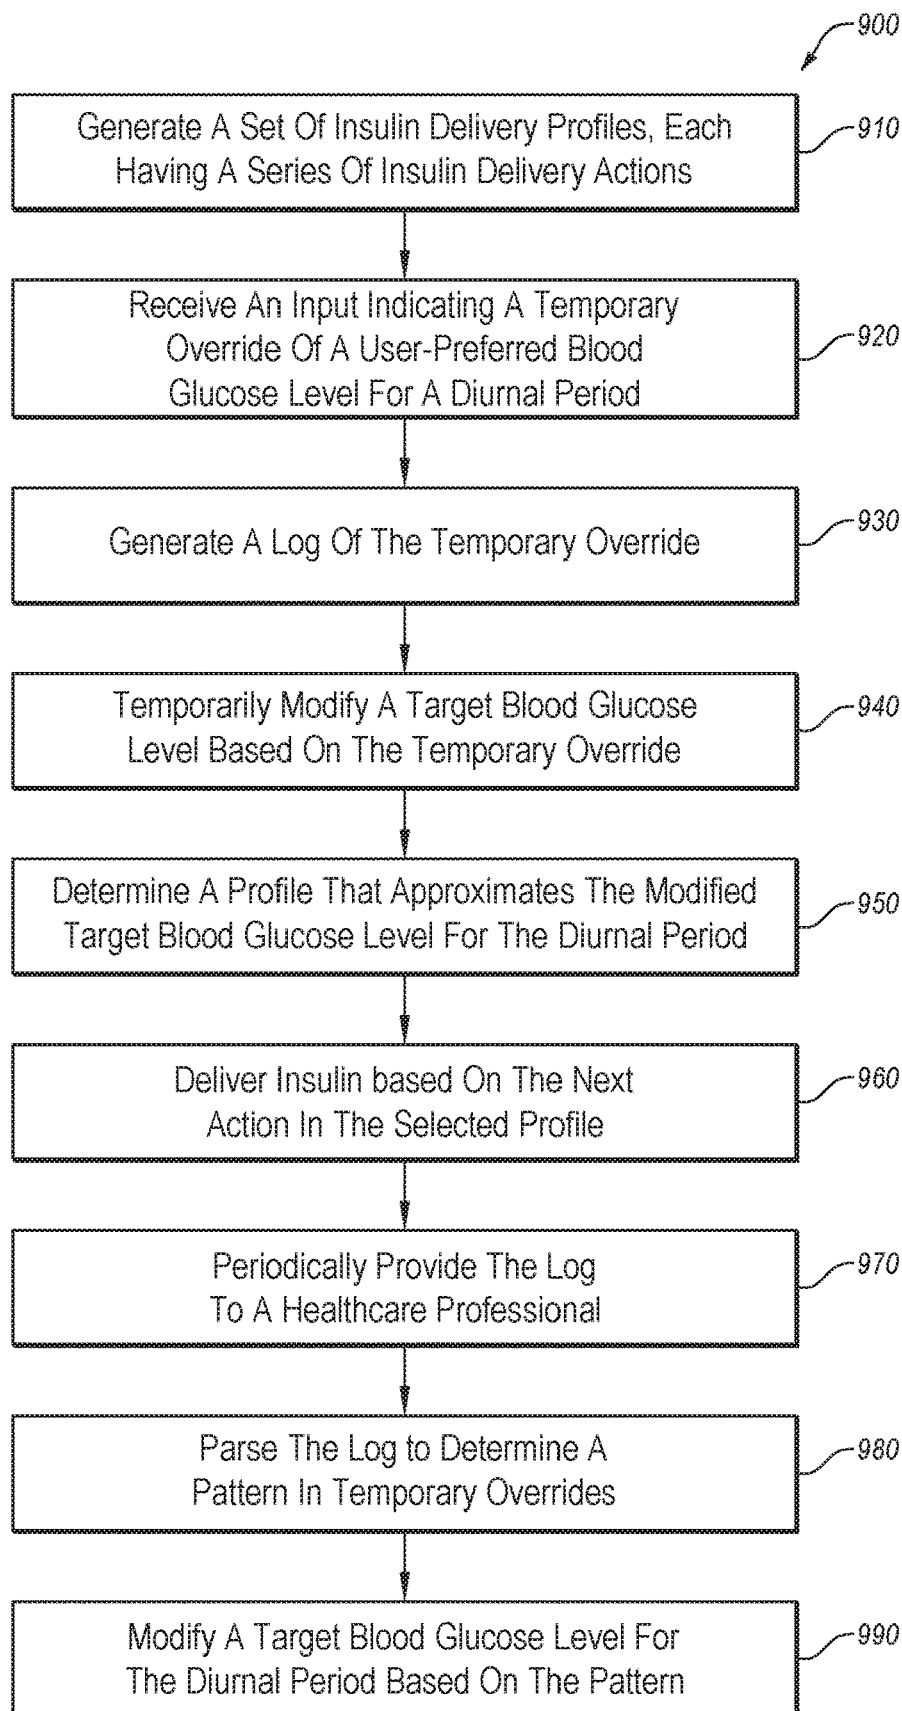 900
Generate A Set Of Insulin Delivery Profiles, Each
Having A Series Of Insulin Delivery Actions
910
Receive An Input Indicating A Temporary
Override Of A User-Preferred Blood
Glucose Level For A Diurnal Period
920
Generate A Log Of The Temporary Override
930
Temporarily Modify A Target Blood Glucose
Level Based On The Temporary Override
940
Determine A Profile That Approximates The Modified
Target Blood Glucose Level For The Diurnal Period
950
Deliver Insulin based On The Next
Action In The Selected Profile
960
Periodically Provide The Log
To A Healthcare Professional
970
Parse The Log to Determine A
Pattern In Temporary Overrides
980
Modify A Target Blood Glucose Level For
The Diurnal Period Based On The Pattern
990